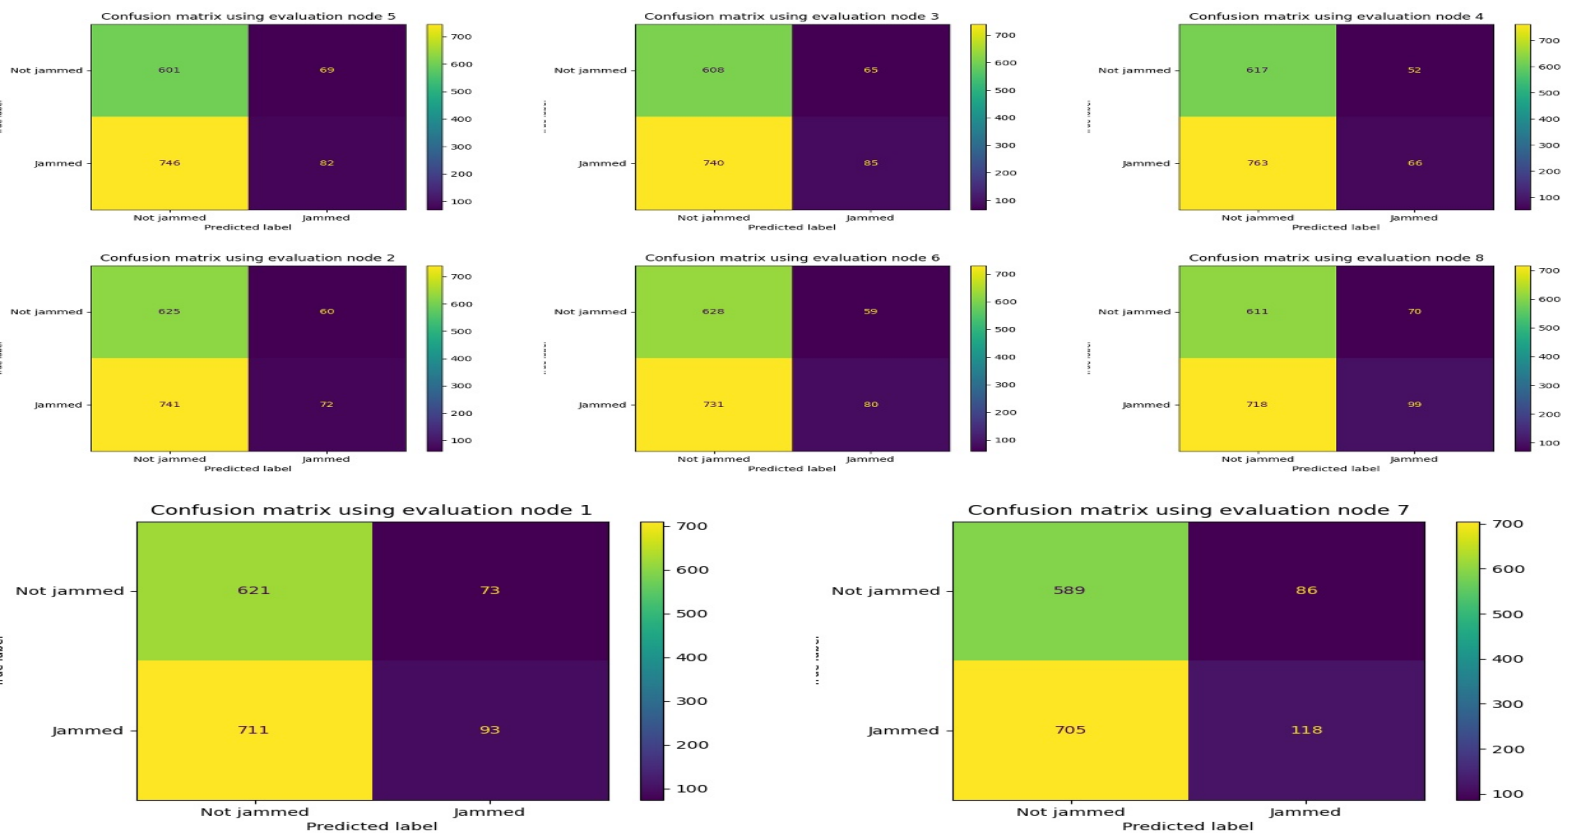 Confusion matrix using evaluation node 5
Not jammed
601
69
Jammed
746
82
Not jammed
Jammed
Predicted label
700
600
500
400
300
200
100
Confusion matrix using evaluation node 3
Not jammed
608
65
Jammed
740
85
Not jammed
Jammed
Predicted label
700
600
500
400
300
200
100
Confusion matrix using evaluation node 4
Not jammed
617
52
Jammed
763
66
Not jammed
Jammed
Predicted label
700
600
500
400
300
200
100
Confusion matrix using evaluation node 2
Not jammed
625
60
Jammed
741
72
Not jammed
Jammed
Predicted label
700
600
500
400
300
200
100
Confusion matrix using evaluation node 6
Not jammed
628
59
Jammed
731
80
Not jammed
Jammed
Predicted label
700
600
500
400
300
200
100
Confusion matrix using evaluation node 8
Not jammed
611
70
Jammed
718
99
Not jammed
Jammed
Predicted label
700
600
500
400
300
200
100
Confusion matrix using evaluation node 1
Not jammed
621
73
Jammed
711
93
Not jammed
Jammed
Predicted label
700
600
500
400
300
200
100
Confusion matrix using evaluation node 7
Not jammed
589
86
Jammed
705
118
Not jammed
Jammed
Predicted label
700
600
500
400
300
200
100